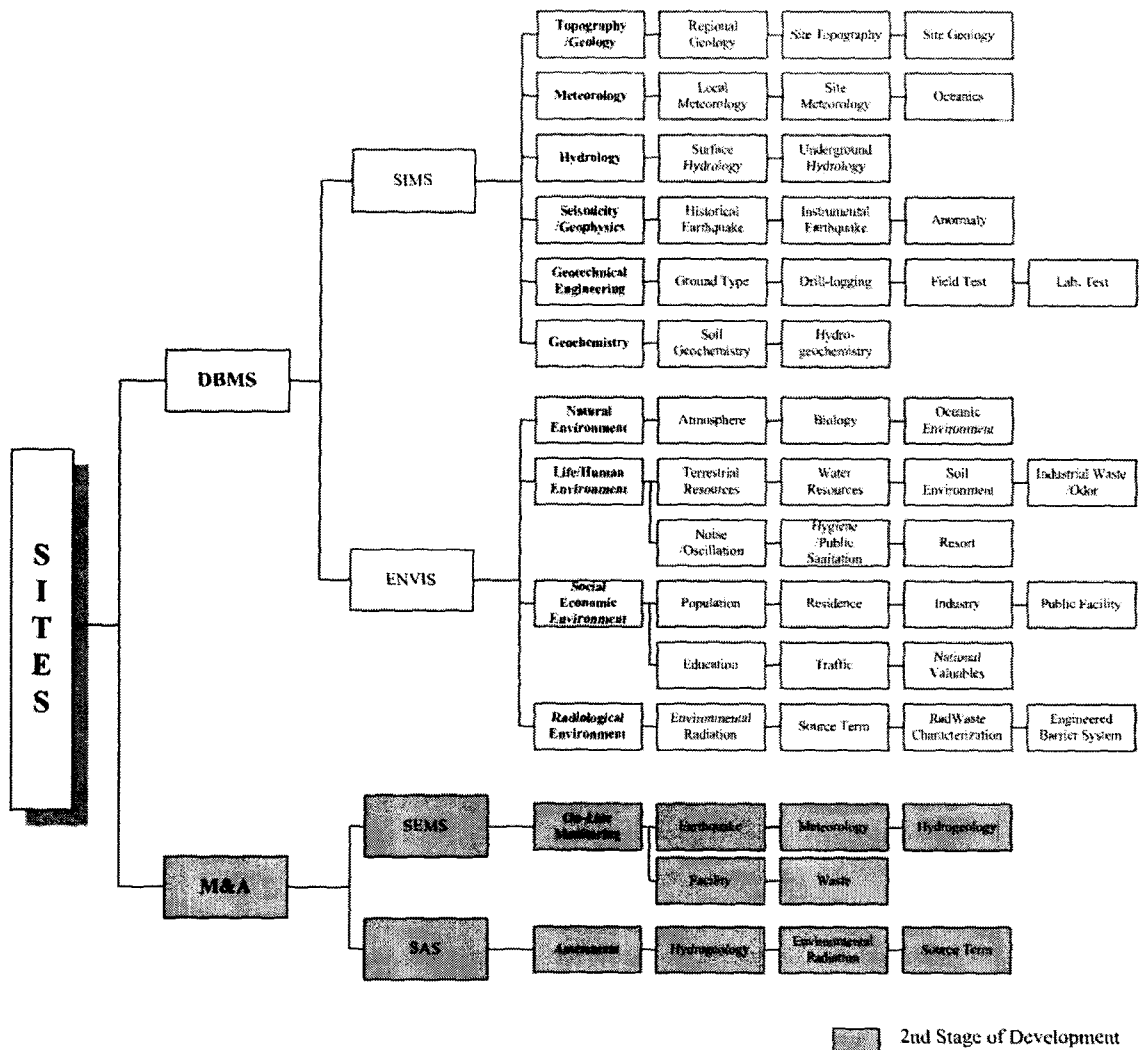 Topography
/Geology
Regional
Geology
Site Topography
Site Geology
Meteorology
Local
Meteorology
Site
Meteorology
Oceanics
SIMS
Hydrology
Surface
Hydrology
Underground
Hydrology
Seismicity
/Geophysics
Historical
Earthquake
Instrumental
Earthquake
Anormaly
Geotechnical
Engineering
Ground Type
Drill-logging
Field Test
Lab. Test
Geochemistry
Soil
Geochemistry
Hydro-
geochemistry
DBMS
Natural
Environment
Atmosphere
Biology
Oceanic
Environment
Life/Human
Environment
Terrestrial
Resources
Water
Resources
Soil
Environment
Industrial Waste
/Odor
Noise
/Oscillation
Hygiene
/Public
Sanitation
Resort
ENVIS
Social
Economic
Environment
Population
Residence
Industry
Public Facility
Education
Traffic
National
Valuables
Radiological
Environment
Environmental
Radiation
Source Term
RadWaste
Characterization
Engineered
Barrier System
SITES
M&A
SEMS
On-Line
Monitoring
Earthquake
Meteorology
Hydrogeology
Facility
Waste
SAS
Assessment
Hydrogeology
Environmental
Radiation
Source Term
2nd Stage of Development